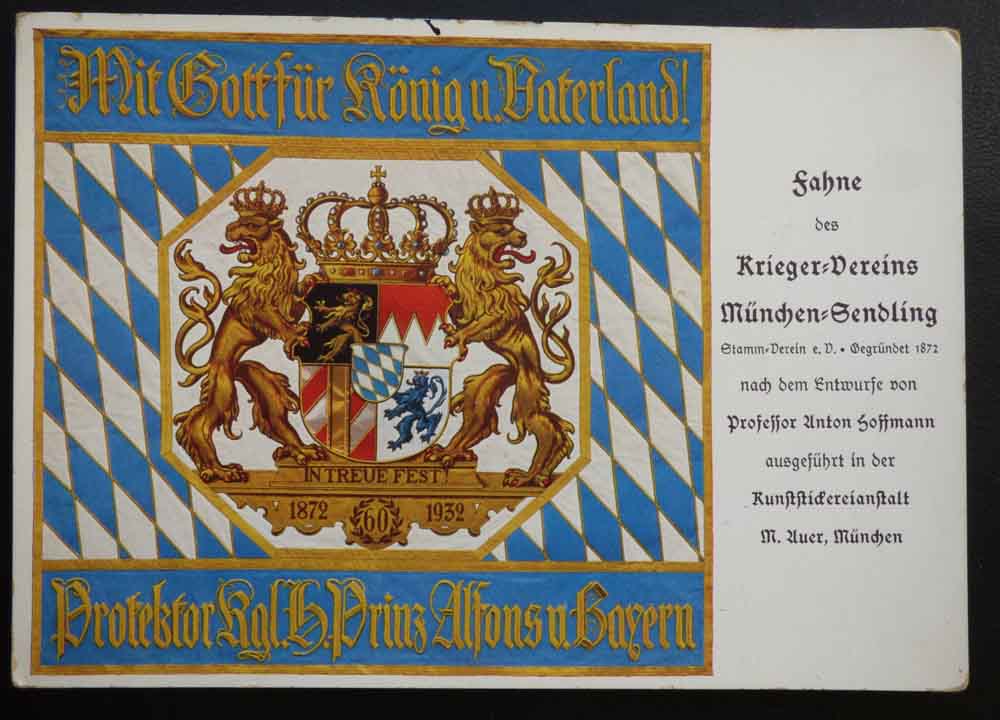 Mit Gott für König u. Vaterland!
IN TREUE FEST!
1872 60 1932
Protektor Kgl. H. Prinz Alfons v. Bayern
Fahne
des
Krieger-Vereins
München-Sendling
Stamm-Verein e. V. • Gegründet 1872
nach dem Entwurfe von
Professor Anton Hoffmann
ausgeführt in der
Kunststickereianstalt
M. Auer, München